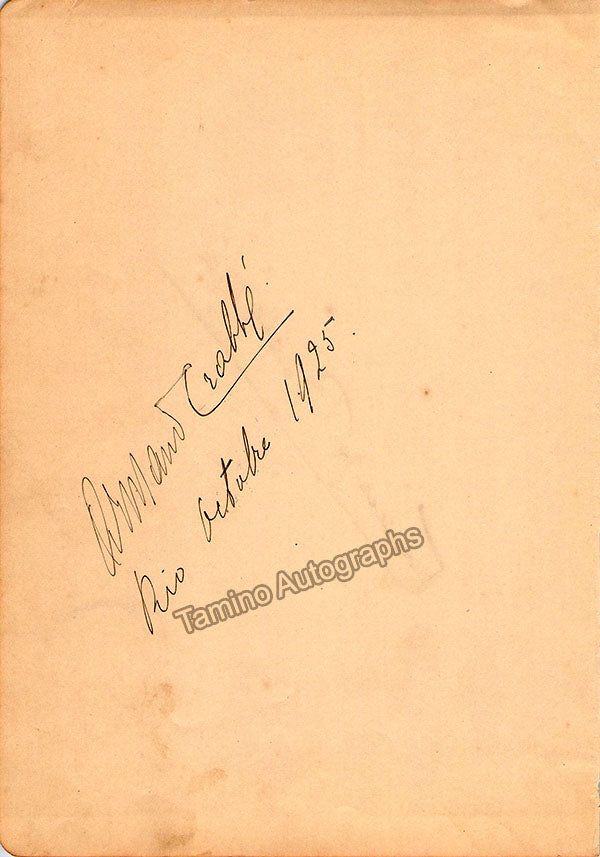 Armand Crabbé.
Rio octobre 1925.
Tamino Autographs